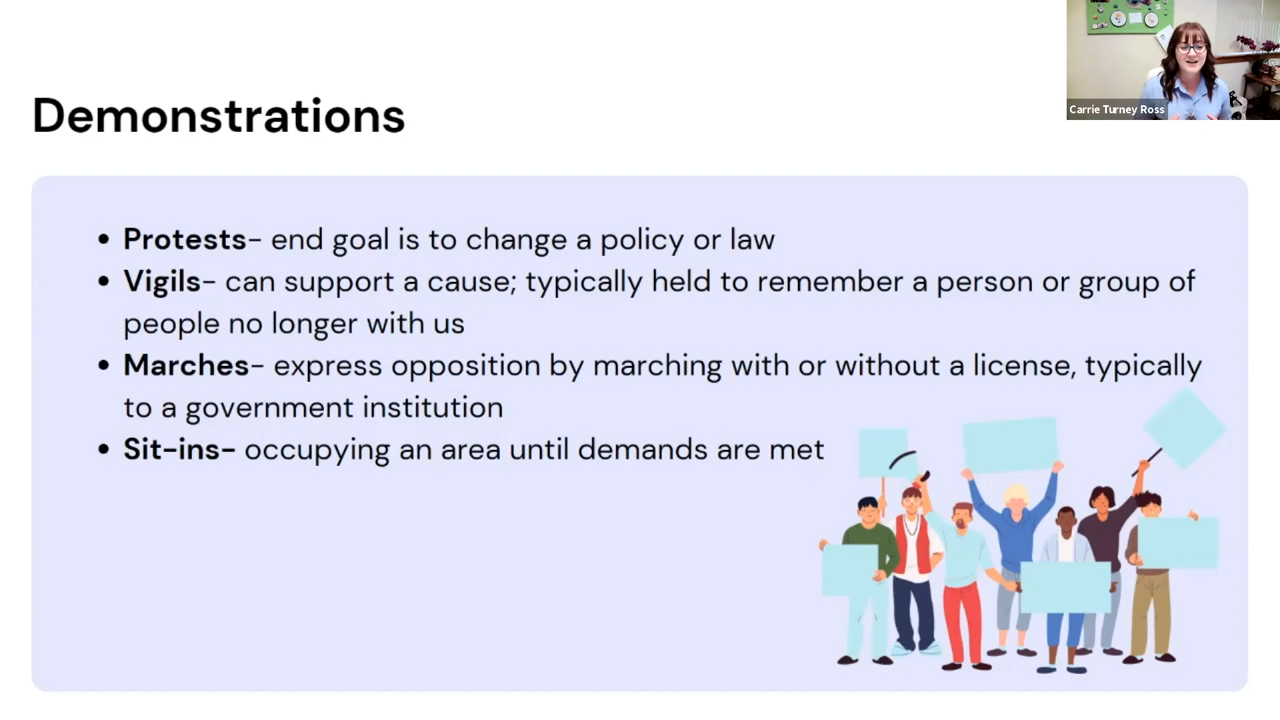 Demonstrations
Carrie Turney Ross
• Protests- end goal is to change a policy or law
• Vigils- can support a cause; typically held to remember a person or group of
people no longer with us
• Marches- express opposition by marching with or without a license, typically
to a government institution
• Sit-ins- occupying an area until demands are met